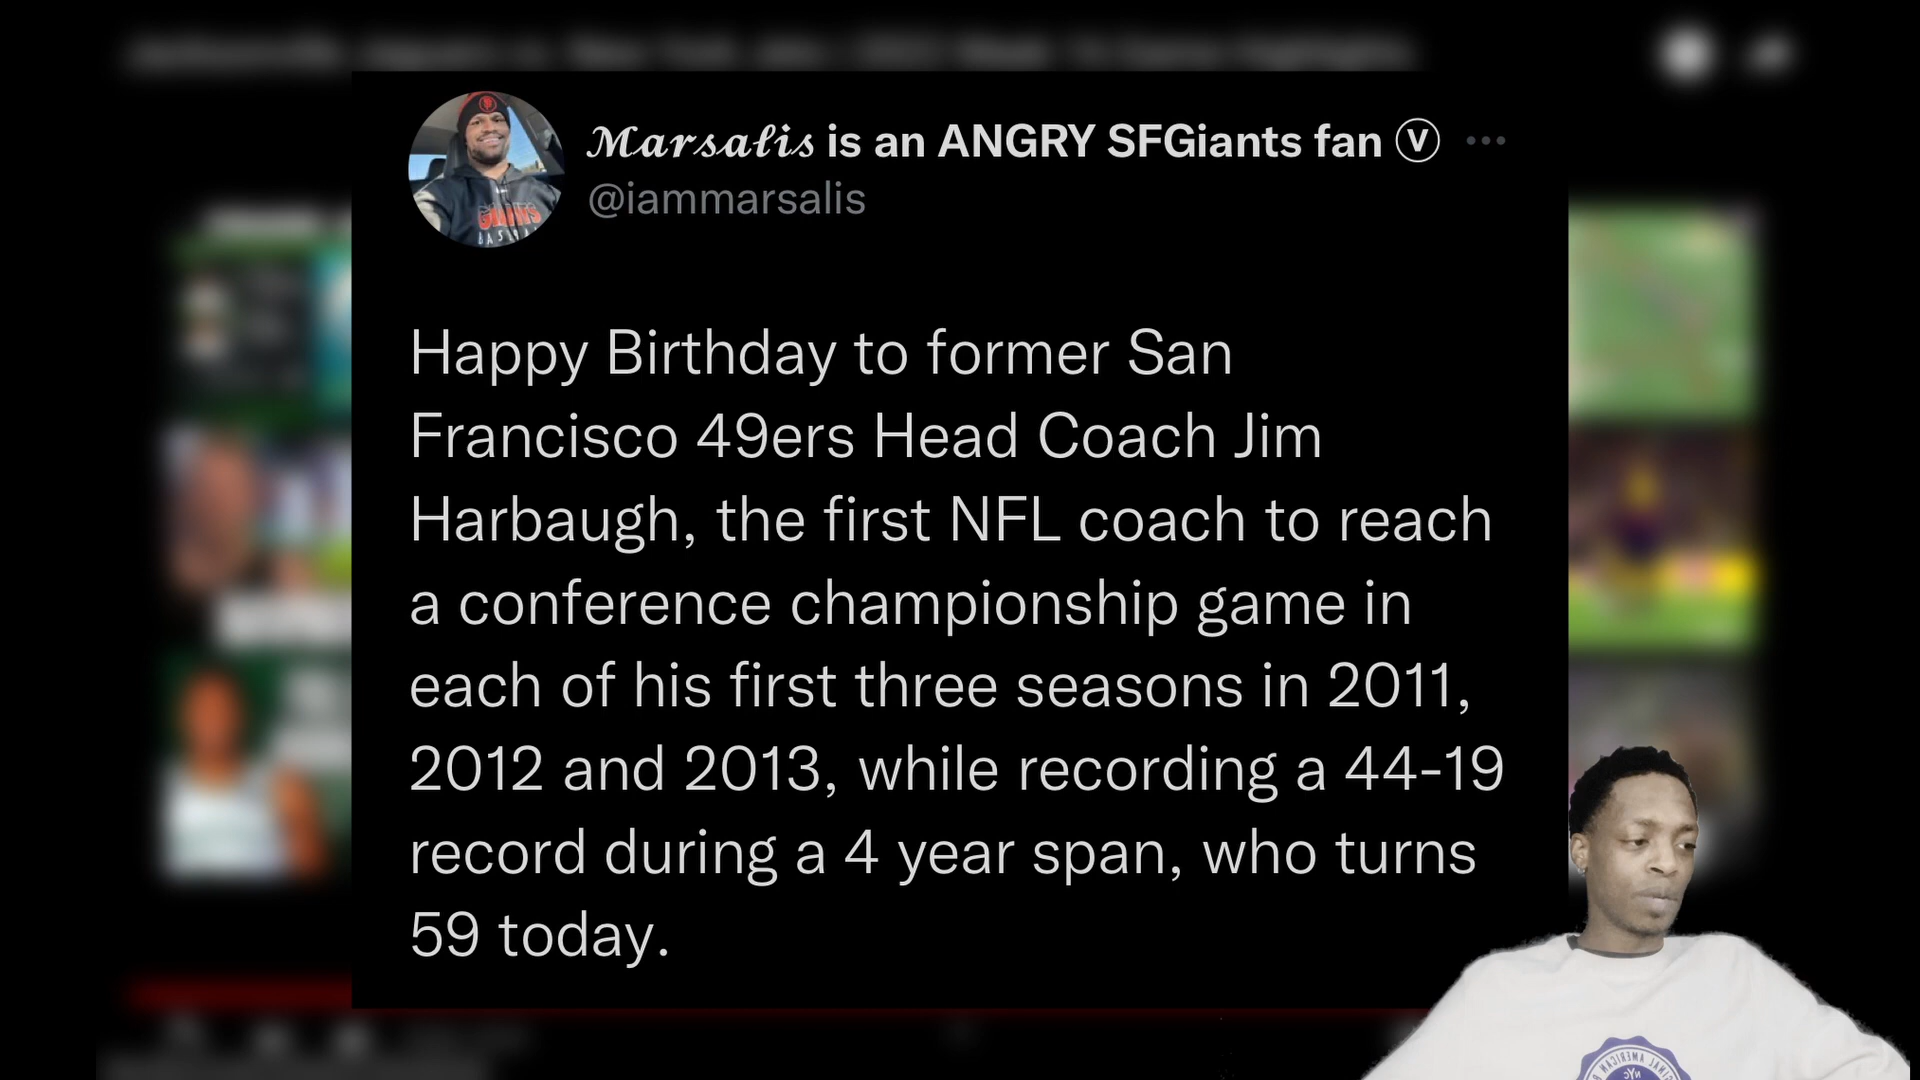 𝓜𝓪𝓻𝓼𝓪𝓵𝓲𝓼 is an ANGRY SFGiants fan Ⓥ ···
@iammarsalis
Happy Birthday to former San
Francisco 49ers Head Coach Jim
Harbaugh, the first NFL coach to reach
a conference championship game in
each of his first three seasons in 2011,
2012 and 2013, while recording a 44-19
record during a 4 year span, who turns
59 today.
GIANTS
NYC